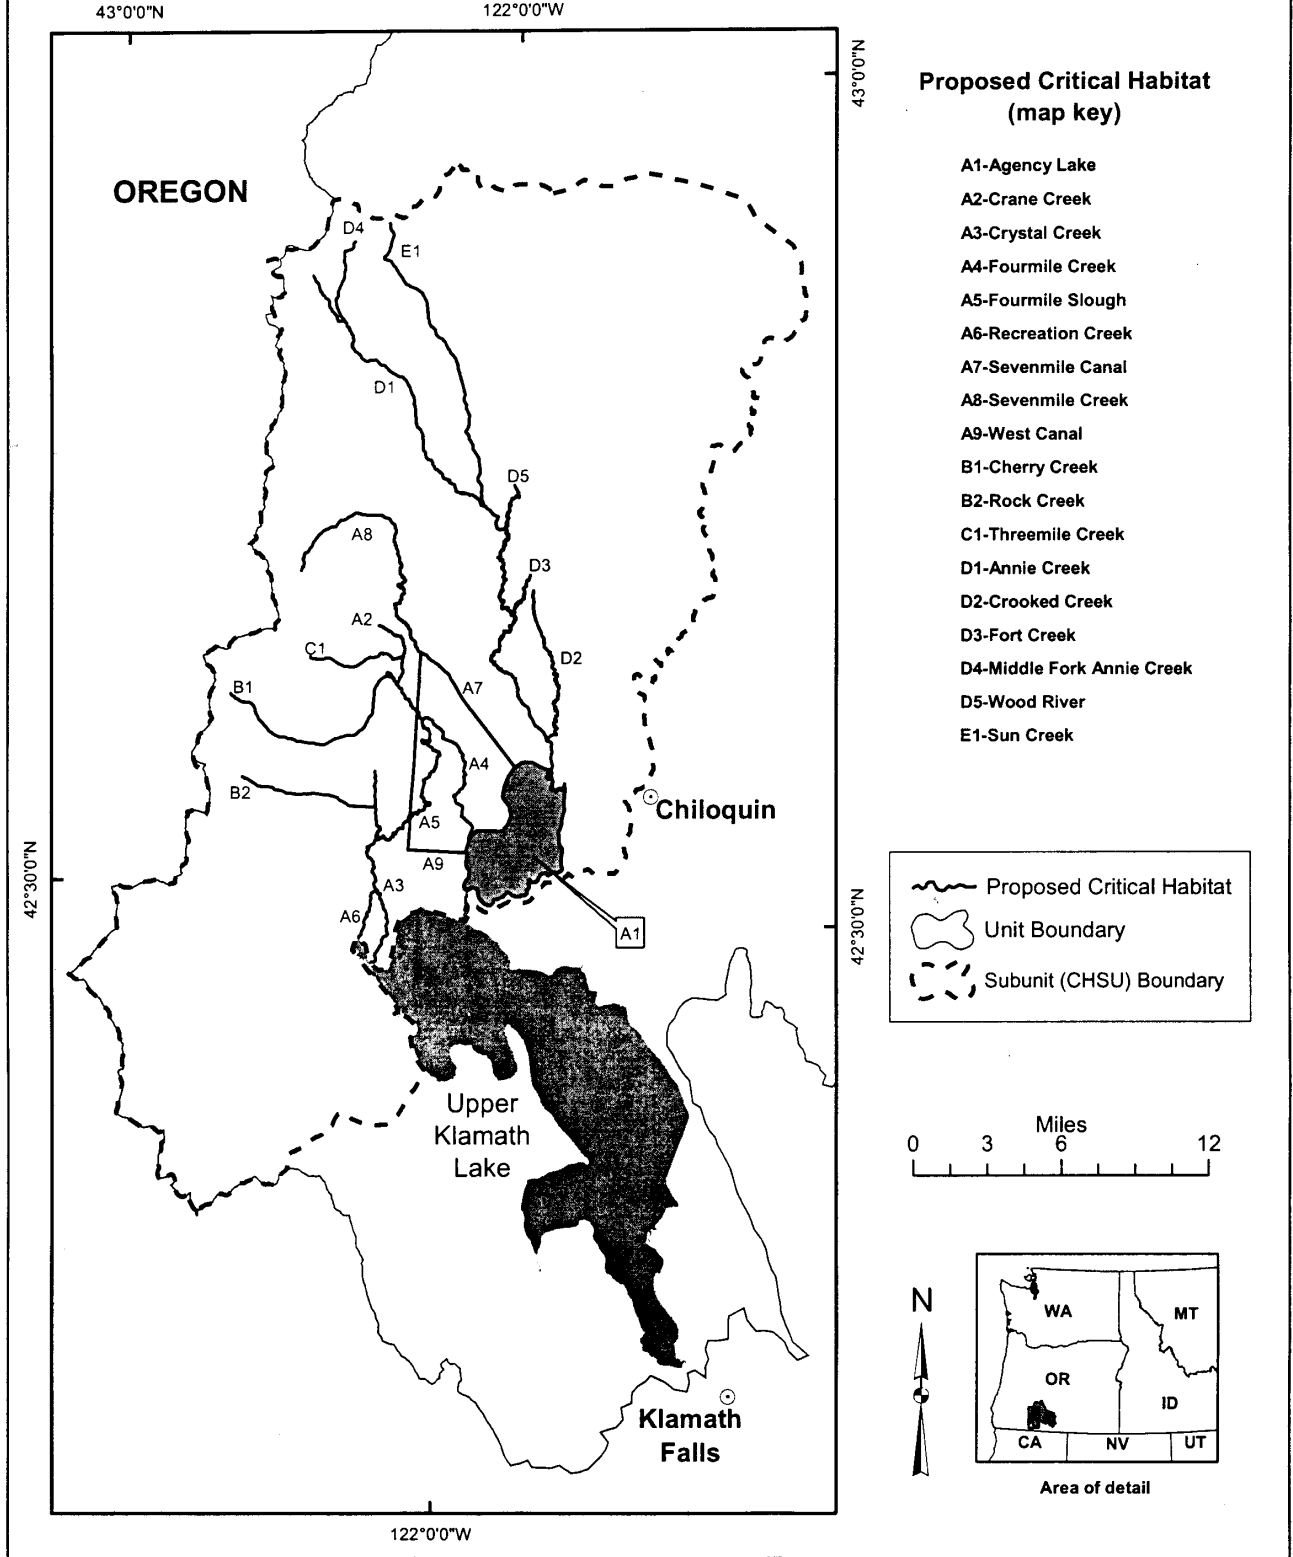 43°0'0"N
122°0'0"W
43°0'0"N
OREGON
D4
E1
D1
D5
A8
D3
A2
C1
D2
B1
A7
A4
B2
A5
Chiloquin
A9
A3
A6
A1
42°30'0"N
42°30'0"N
Upper
Klamath
Lake
Klamath
Falls
122°0'0"W
Proposed Critical Habitat
(map key)
A1-Agency Lake
A2-Crane Creek
A3-Crystal Creek
A4-Fourmile Creek
A5-Fourmile Slough
A6-Recreation Creek
A7-Sevenmile Canal
A8-Sevenmile Creek
A9-West Canal
B1-Cherry Creek
B2-Rock Creek
C1-Threemile Creek
D1-Annie Creek
D2-Crooked Creek
D3-Fort Creek
D4-Middle Fork Annie Creek
D5-Wood River
E1-Sun Creek
Proposed Critical Habitat
Unit Boundary
Subunit (CHSU) Boundary
Miles
0 3 6 12
N
WA
MT
OR
ID
CA
NV
UT
Area of detail